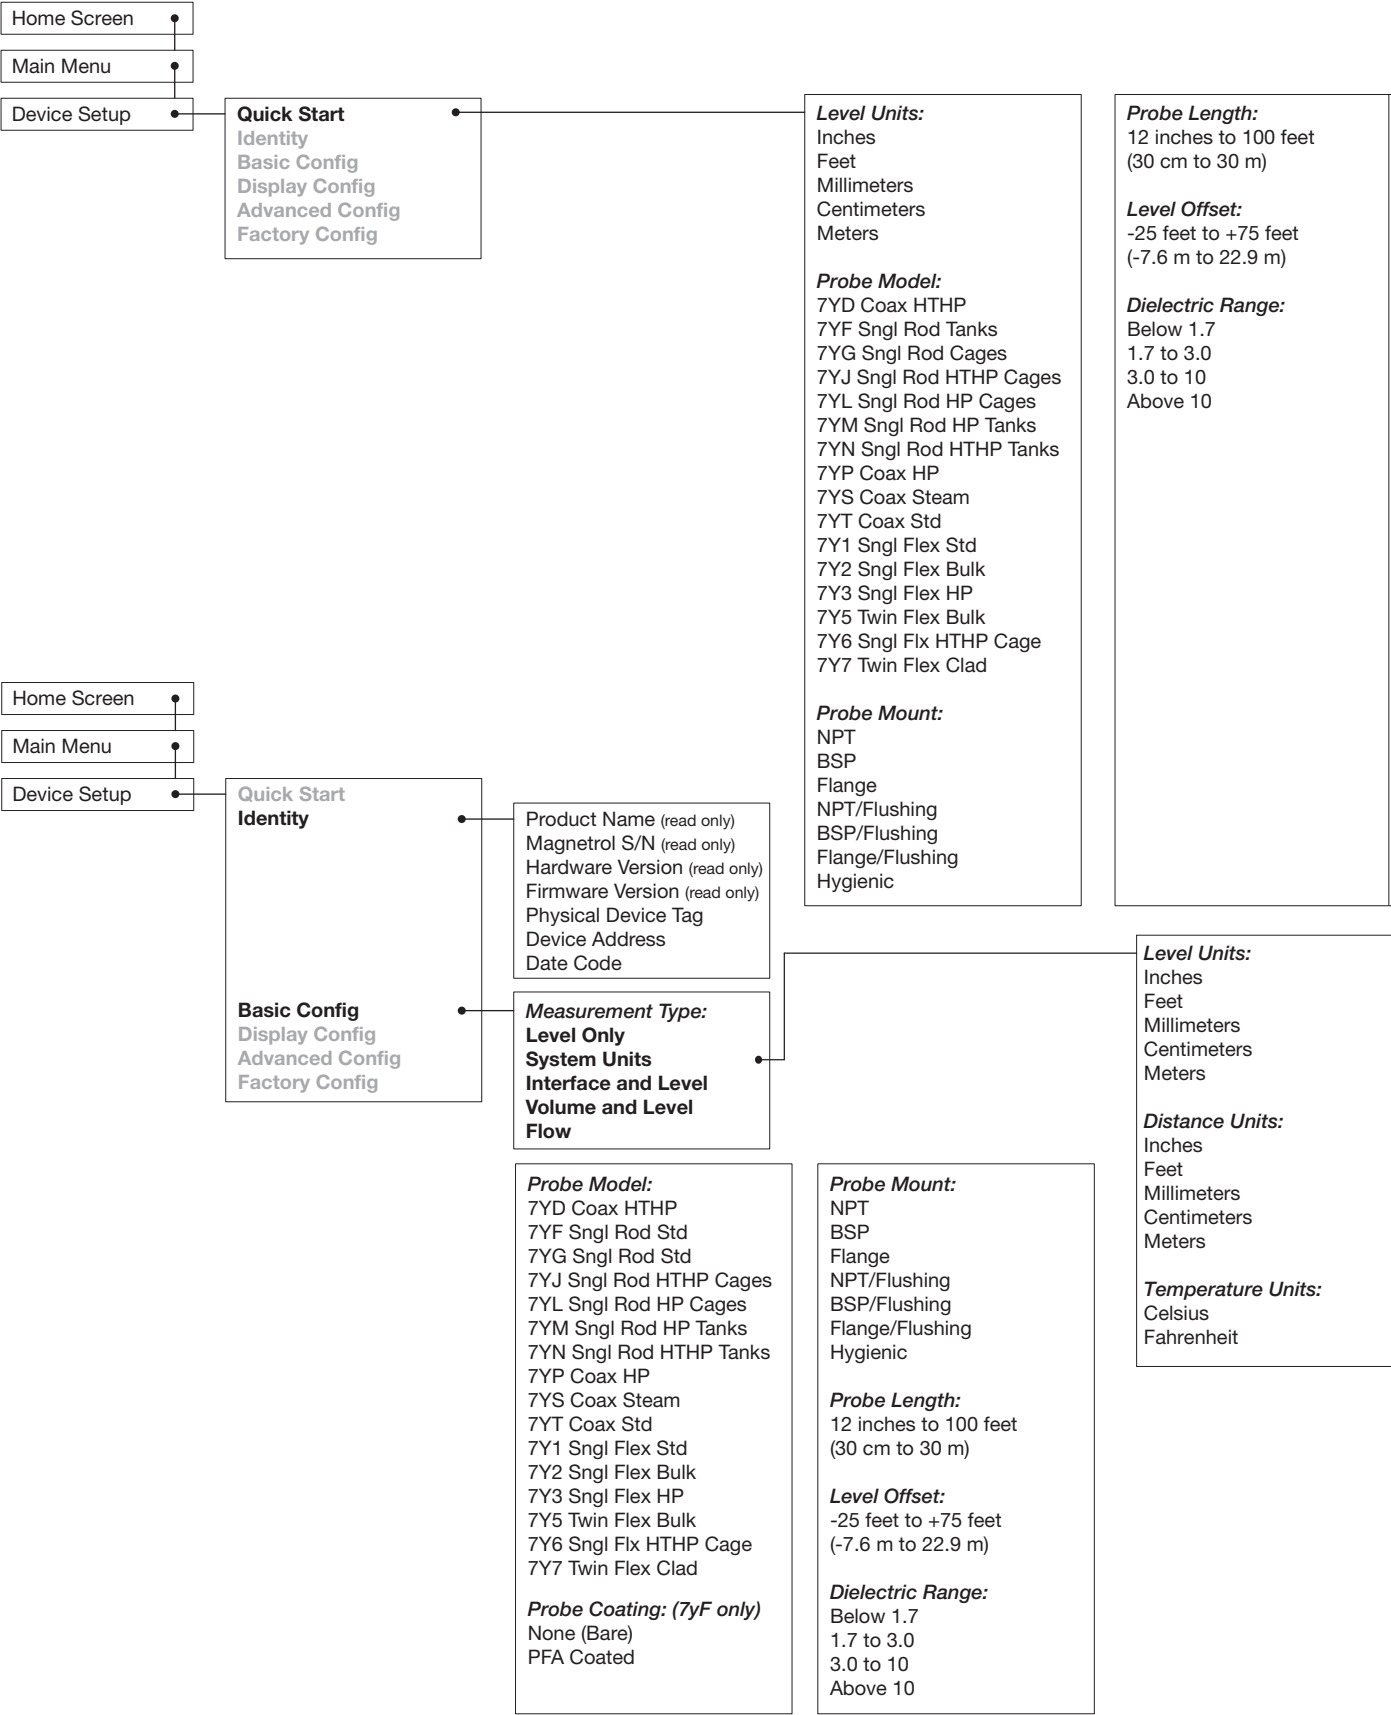 Home Screen
Main Menu
Device Setup
Quick Start
Identity
Basic Config
Display Config
Advanced Config
Factory Config
Level Units:
Inches
Feet
Millimeters
Centimeters
Meters
Probe Model:
7YD Coax HTHP
7YF Sngl Rod Tanks
7YG Sngl Rod Cages
7YJ Sngl Rod HTHP Cages
7YL Sngl Rod HP Cages
7YM Sngl Rod HP Tanks
7YN Sngl Rod HTHP Tanks
7YP Coax HP
7YS Coax Steam
7YT Coax Std
7Y1 Sngl Flex Std
7Y2 Sngl Flex Bulk
7Y3 Sngl Flex HP
7Y5 Twin Flex Bulk
7Y6 Sngl Flx HTHP Cage
7Y7 Twin Flex Clad
Probe Mount:
NPT
BSP
Flange
NPT/Flushing
BSP/Flushing
Flange/Flushing
Hygienic
Probe Length:
12 inches to 100 feet
(30 cm to 30 m)
Level Offset:
-25 feet to +75 feet
(-7.6 m to 22.9 m)
Dielectric Range:
Below 1.7
1.7 to 3.0
3.0 to 10
Above 10
Home Screen
Main Menu
Device Setup
Quick Start
Identity
Basic Config
Display Config
Advanced Config
Factory Config
Product Name (read only)
Magnetrol S/N (read only)
Hardware Version (read only)
Firmware Version (read only)
Physical Device Tag
Device Address
Date Code
Measurement Type:
Level Only
System Units
Interface and Level
Volume and Level
Flow
Level Units:
Inches
Feet
Millimeters
Centimeters
Meters
Distance Units:
Inches
Feet
Millimeters
Centimeters
Meters
Temperature Units:
Celsius
Fahrenheit
Probe Model:
7YD Coax HTHP
7YF Sngl Rod Std
7YG Sngl Rod Std
7YJ Sngl Rod HTHP Cages
7YL Sngl Rod HP Cages
7YM Sngl Rod HP Tanks
7YN Sngl Rod HTHP Tanks
7YP Coax HP
7YS Coax Steam
7YT Coax Std
7Y1 Sngl Flex Std
7Y2 Sngl Flex Bulk
7Y3 Sngl Flex HP
7Y5 Twin Flex Bulk
7Y6 Sngl Flx HTHP Cage
7Y7 Twin Flex Clad
Probe Coating: (7yF only)
None (Bare)
PFA Coated
Probe Mount:
NPT
BSP
Flange
NPT/Flushing
BSP/Flushing
Flange/Flushing
Hygienic
Probe Length:
12 inches to 100 feet
(30 cm to 30 m)
Level Offset:
-25 feet to +75 feet
(-7.6 m to 22.9 m)
Dielectric Range:
Below 1.7
1.7 to 3.0
3.0 to 10
Above 10